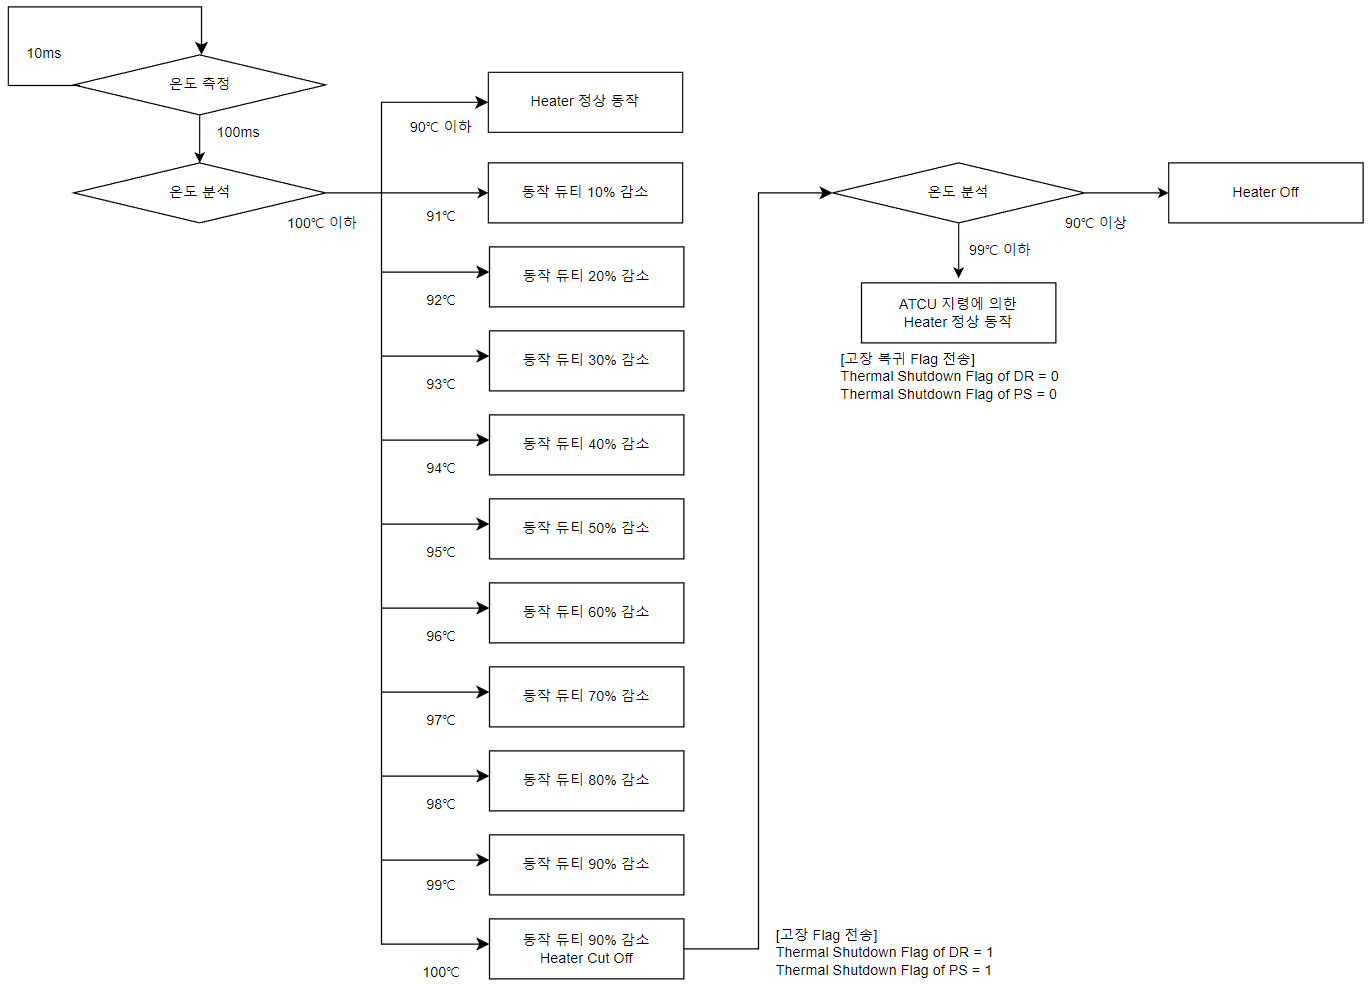 10ms
온도 측정
100ms
온도 분석
100℃ 이하
90℃ 이하
Heater 정상 동작
91℃
동작 듀티 10% 감소
92℃
동작 듀티 20% 감소
93℃
동작 듀티 30% 감소
94℃
동작 듀티 40% 감소
95℃
동작 듀티 50% 감소
96℃
동작 듀티 60% 감소
97℃
동작 듀티 70% 감소
98℃
동작 듀티 80% 감소
99℃
동작 듀티 90% 감소
100℃
동작 듀티 90% 감소
Heater Cut Off
[고장 Flag 전송]
Thermal Shutdown Flag of DR = 1
Thermal Shutdown Flag of PS = 1
온도 분석
90℃ 이상
Heater Off
99℃ 이하
ATCU 지령에 의한
Heater 정상 동작
[고장 복귀 Flag 전송]
Thermal Shutdown Flag of DR = 0
Thermal Shutdown Flag of PS = 0